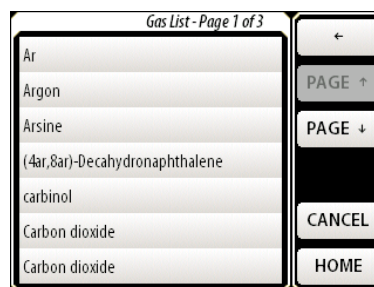 Gas List - Page 1 of 3
Ar
Argon
Arsine
(4ar,8ar)-Decahydronaphthalene
carbinol
Carbon dioxide
Carbon dioxide
←
PAGE ↑
PAGE ↓
CANCEL
HOME